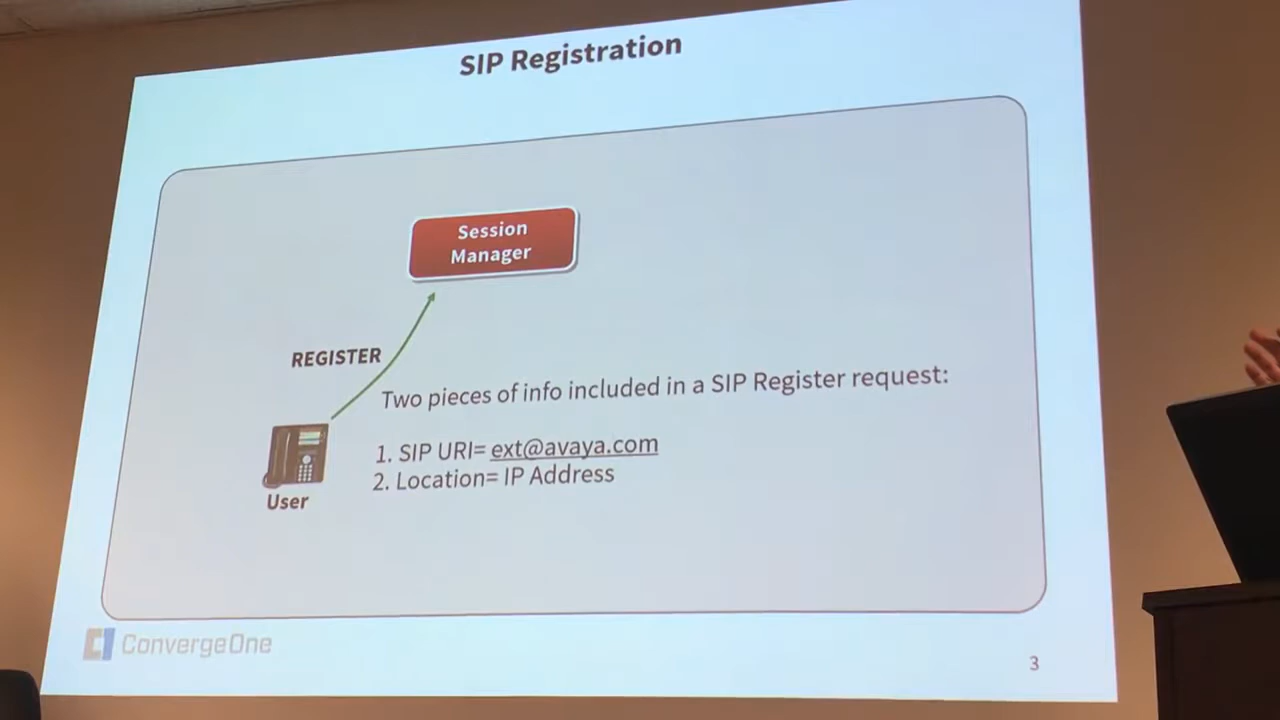 SIP Registration
Session
Manager
REGISTER
Two pieces of info included in a SIP Register request:
1. SIP URI= ext@avaya.com
2. Location= IP Address
User
ConvergeOne
3